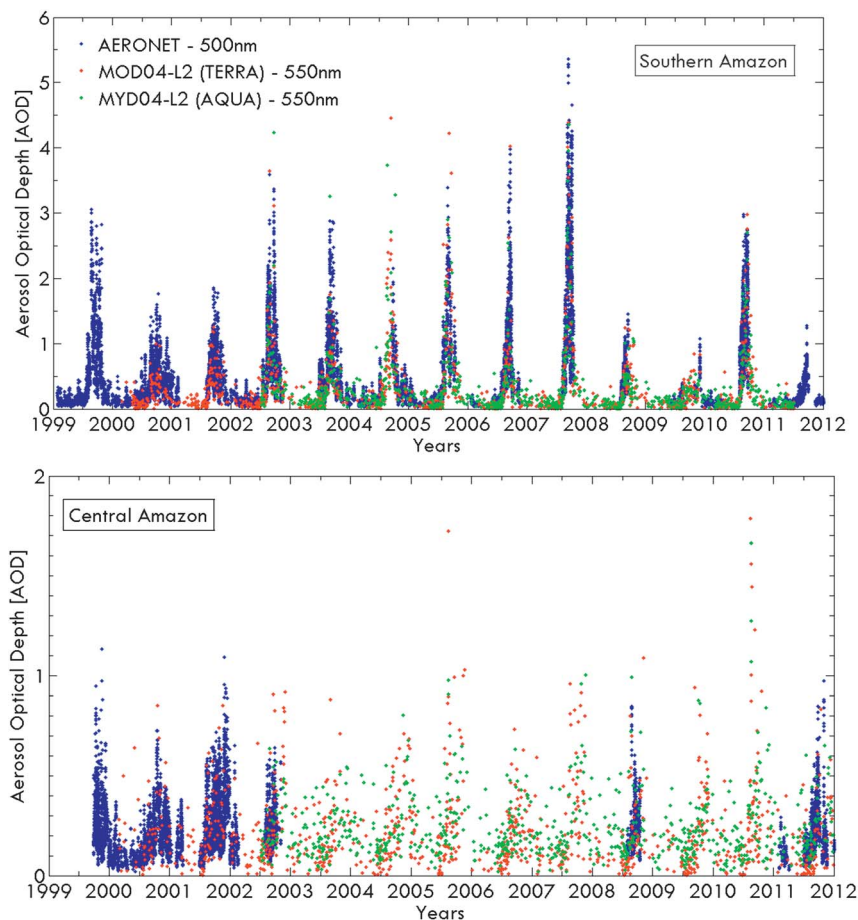 6
AERONET - 500nm
MOD04-L2 (TERRA) - 550nm
MYD04-L2 (AQUA) - 550nm
Southern Amazon
5
4
3
2
1
0
Aerosol Optical Depth [AOD]
1999 2000 2001 2002 2003 2004 2005 2006 2007 2008 2009 2010 2011 2012
Years
2
Central Amazon
1
0
Aerosol Optical Depth [AOD]
1999 2000 2001 2002 2003 2004 2005 2006 2007 2008 2009 2010 2011 2012
Years